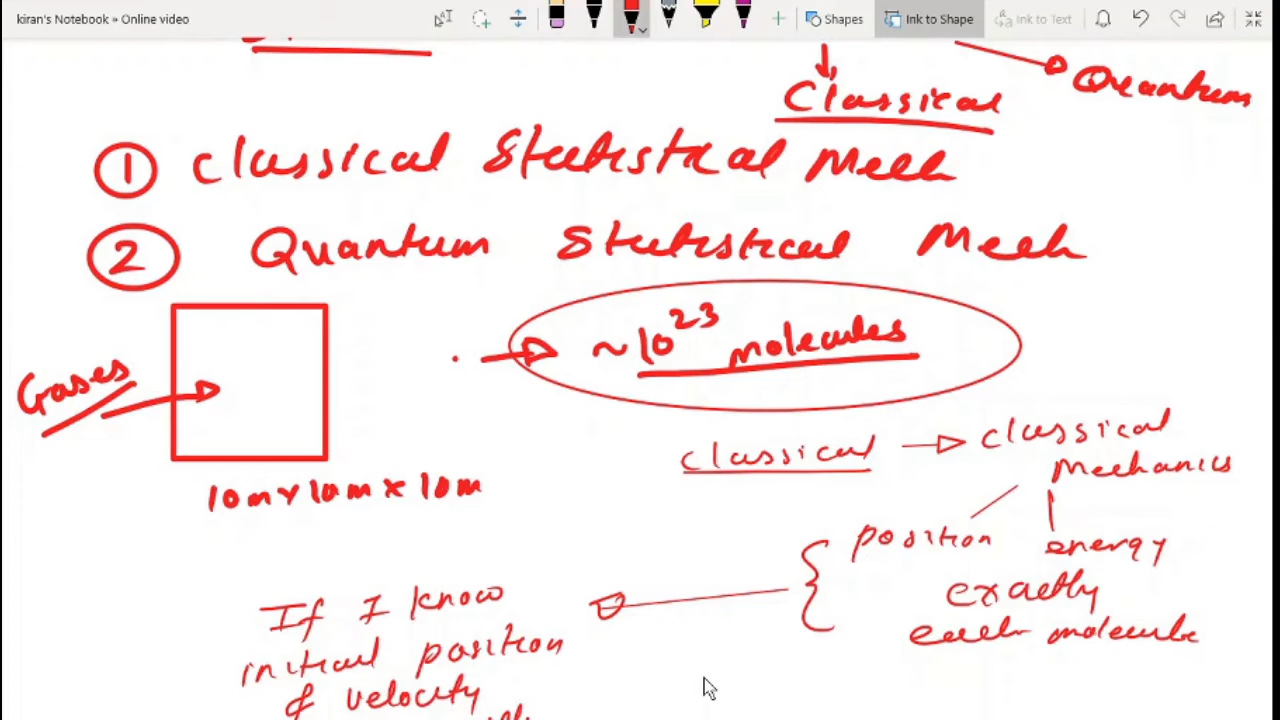 kiran's Notebook » Online video
Shapes
Ink to Shape
Ink to Text
Classical
Quantum
① Classical Statistical Mech
② Quantum Statistical Mech
Gases
~10²³ molecules
10m x 10m x 10m
classical → classical
Mechanics
position energy
exactly
each molecule
If I know
initial position
& velocity